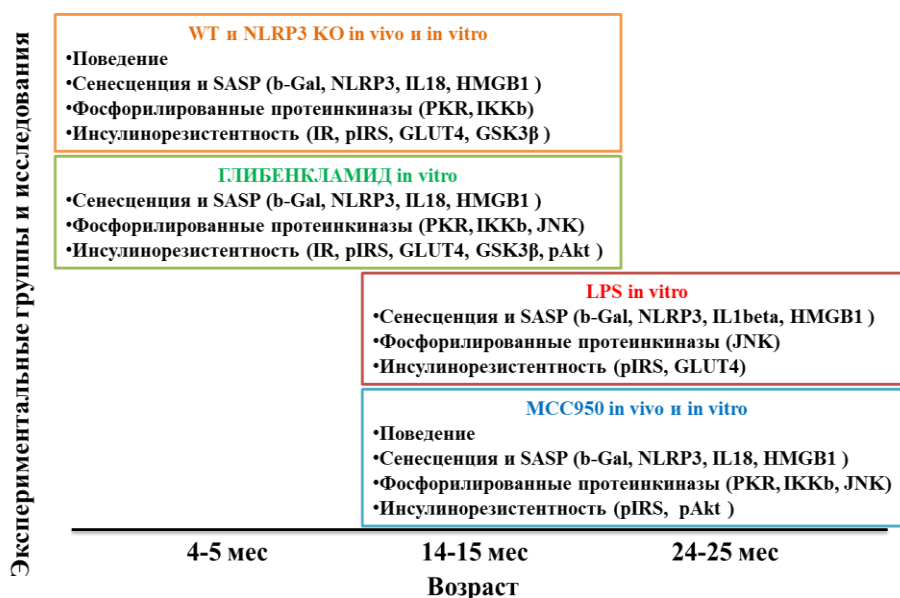 Экспериментальные группы и исследования
WT и NLRP3 KO in vivo и in vitro
•Поведение
•Сенесценция и SASP (b-Gal, NLRP3, IL18, HMGB1 )
•Фосфорилированные протеинкиназы (PKR, IKKb)
•Инсулинорезистентность (IR, pIRS, GLUT4, GSK3β )
ГЛИБЕНКЛАМИД in vitro
•Сенесценция и SASP (b-Gal, NLRP3, IL18, HMGB1 )
•Фосфорилированные протеинкиназы (PKR, IKKb, JNK)
•Инсулинорезистентность (IR, pIRS, GLUT4, GSK3β, pAkt )
LPS in vitro
•Сенесценция и SASP (b-Gal, NLRP3, IL1beta, HMGB1 )
•Фосфорилированные протеинкиназы (JNK)
•Инсулинорезистентность (pIRS, GLUT4)
MCC950 in vivo и in vitro
•Поведение
•Сенесценция и SASP (b-Gal, NLRP3, IL18, HMGB1 )
•Фосфорилированные протеинкиназы (PKR, IKKb, JNK)
•Инсулинорезистентность (pIRS, pAkt )
4-5 мес 14-15 мес 24-25 мес
Возраст